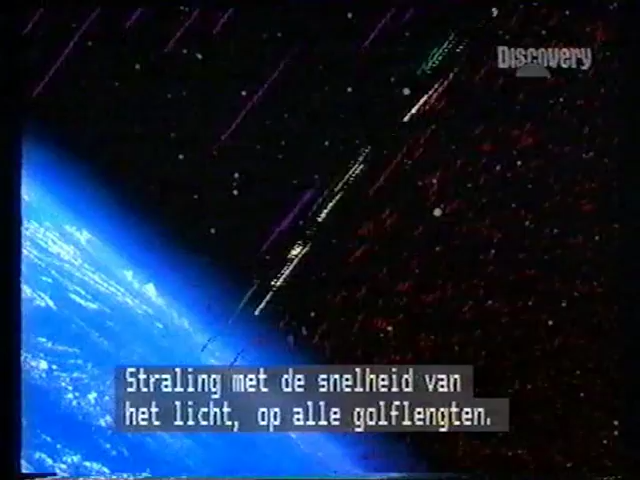 Discovery
Straling met de snelheid van
het licht, op alle golflengten.